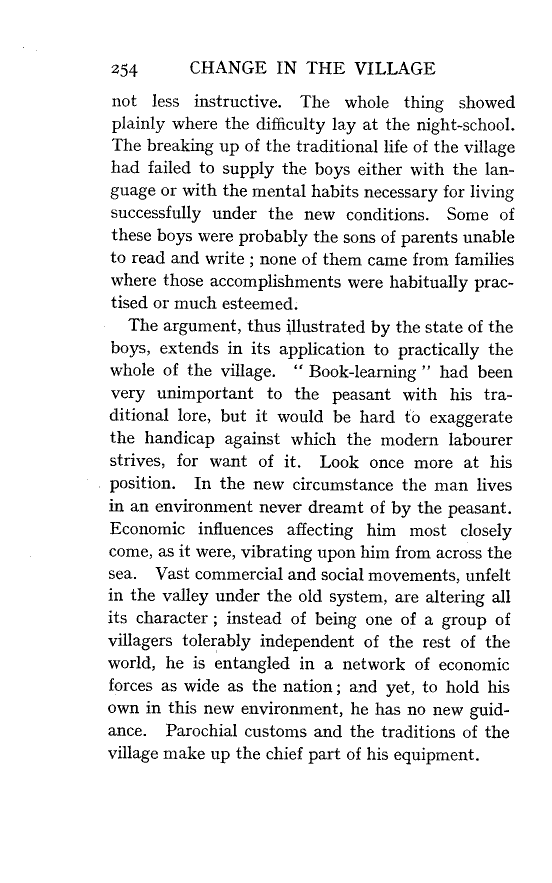 254 CHANGE IN THE VILLAGE
not less instructive. The whole thing showed
plainly where the difficulty lay at the night-school.
The breaking up of the traditional life of the village
had failed to supply the boys either with the lan-
guage or with the mental habits necessary for living
successfully under the new conditions. Some of
these boys were probably the sons of parents unable
to read and write ; none of them came from families
where those accomplishments were habitually prac-
tised or much esteemed.
The argument, thus illustrated by the state of the
boys, extends in its application to practically the
whole of the village. “ Book-learning ” had been
very unimportant to the peasant with his tra-
ditional lore, but it would be hard to exaggerate
the handicap against which the modern labourer
strives, for want of it. Look once more at his
position. In the new circumstance the man lives
in an environment never dreamt of by the peasant.
Economic influences affecting him most closely
come, as it were, vibrating upon him from across the
sea. Vast commercial and social movements, unfelt
in the valley under the old system, are altering all
its character ; instead of being one of a group of
villagers tolerably independent of the rest of the
world, he is entangled in a network of economic
forces as wide as the nation ; and yet, to hold his
own in this new environment, he has no new guid-
ance. Parochial customs and the traditions of the
village make up the chief part of his equipment.